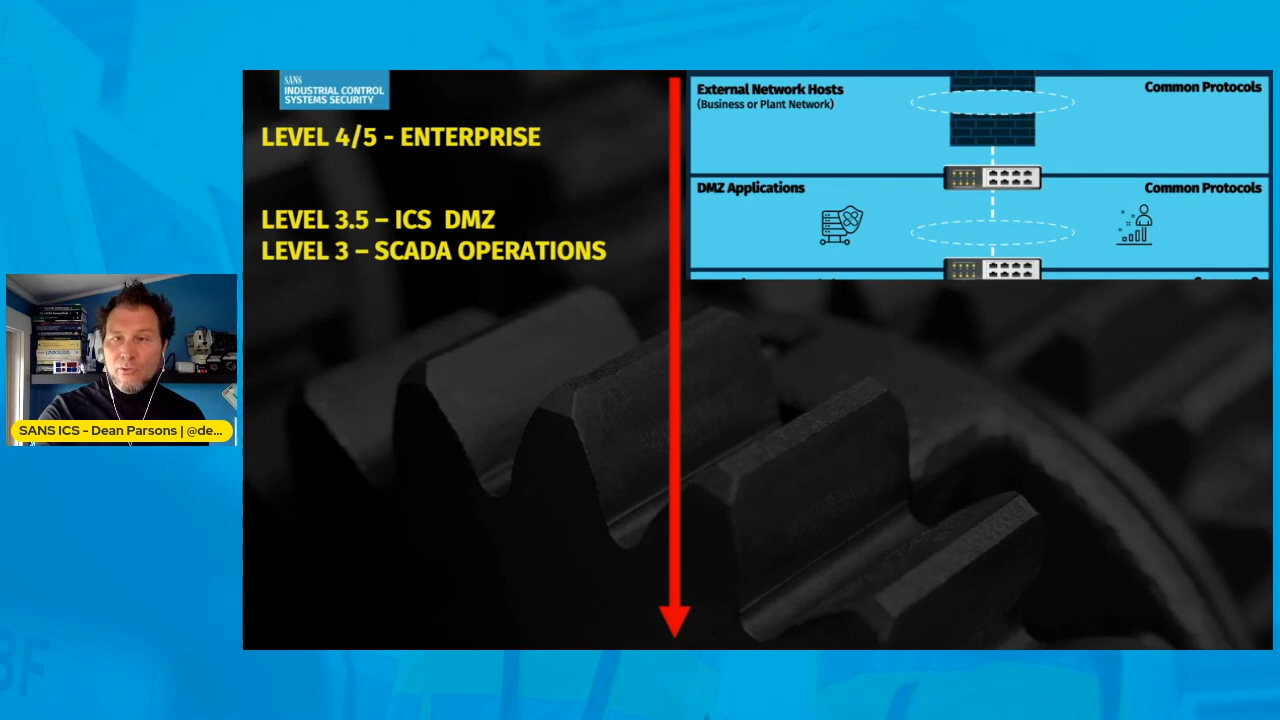 SANS
INDUSTRIAL CONTROL
SYSTEMS SECURITY
LEVEL 4/5 - ENTERPRISE
LEVEL 3.5 – ICS DMZ
LEVEL 3 – SCADA OPERATIONS
External Network Hosts
(Business or Plant Network)
Common Protocols
DMZ Applications
Common Protocols
SANS ICS - Dean Parsons | @de...